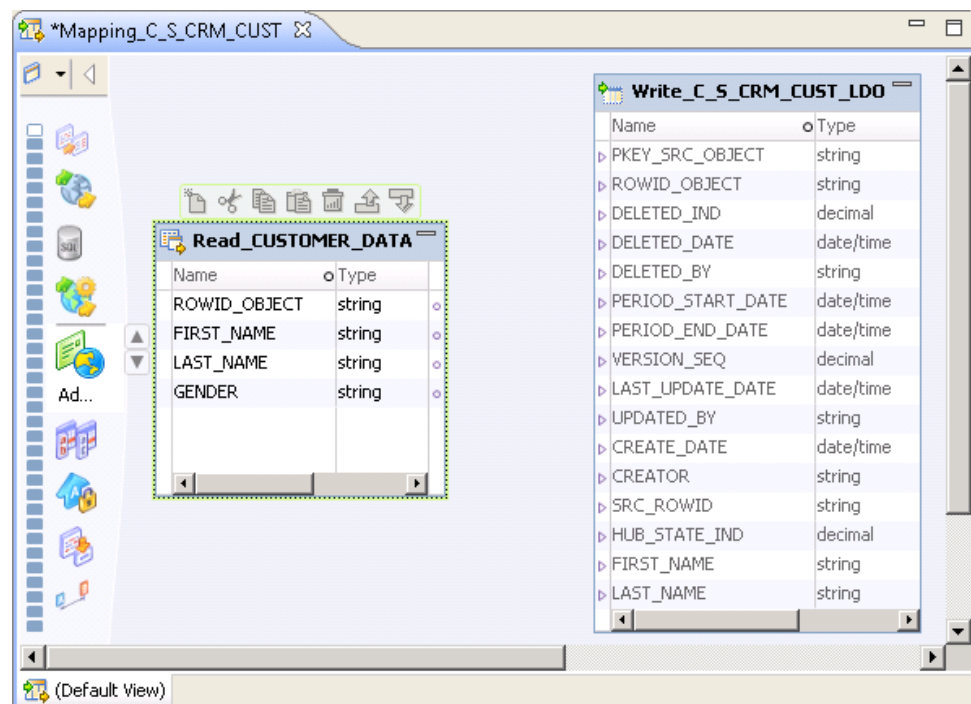 *Mapping_C_S_CRM_CUST
Write_C_S_CRM_CUST_LDO
Name Type
PKEY_SRC_OBJECT string
ROWID_OBJECT string
DELETED_IND decimal
DELETED_DATE date/time
DELETED_BY string
PERIOD_START_DATE date/time
PERIOD_END_DATE date/time
VERSION_SEQ decimal
LAST_UPDATE_DATE date/time
UPDATED_BY string
CREATE_DATE date/time
CREATOR string
SRC_ROWID string
HUB_STATE_IND decimal
FIRST_NAME string
LAST_NAME string
Read_CUSTOMER_DATA
Name Type
ROWID_OBJECT string
FIRST_NAME string
LAST_NAME string
GENDER string
SQL
Ad...
(Default View)